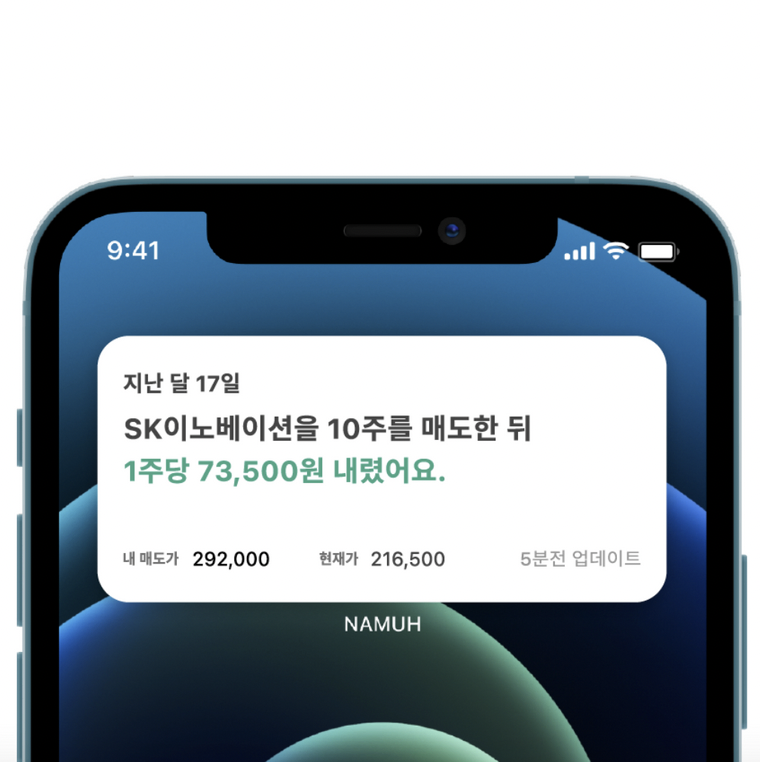 9:41
지난 달 17일
SK이노베이션을 10주를 매도한 뒤
1주당 73,500원 내렸어요.
내 매도가 292,000 현재가 216,500 5분전 업데이트
NAMUH